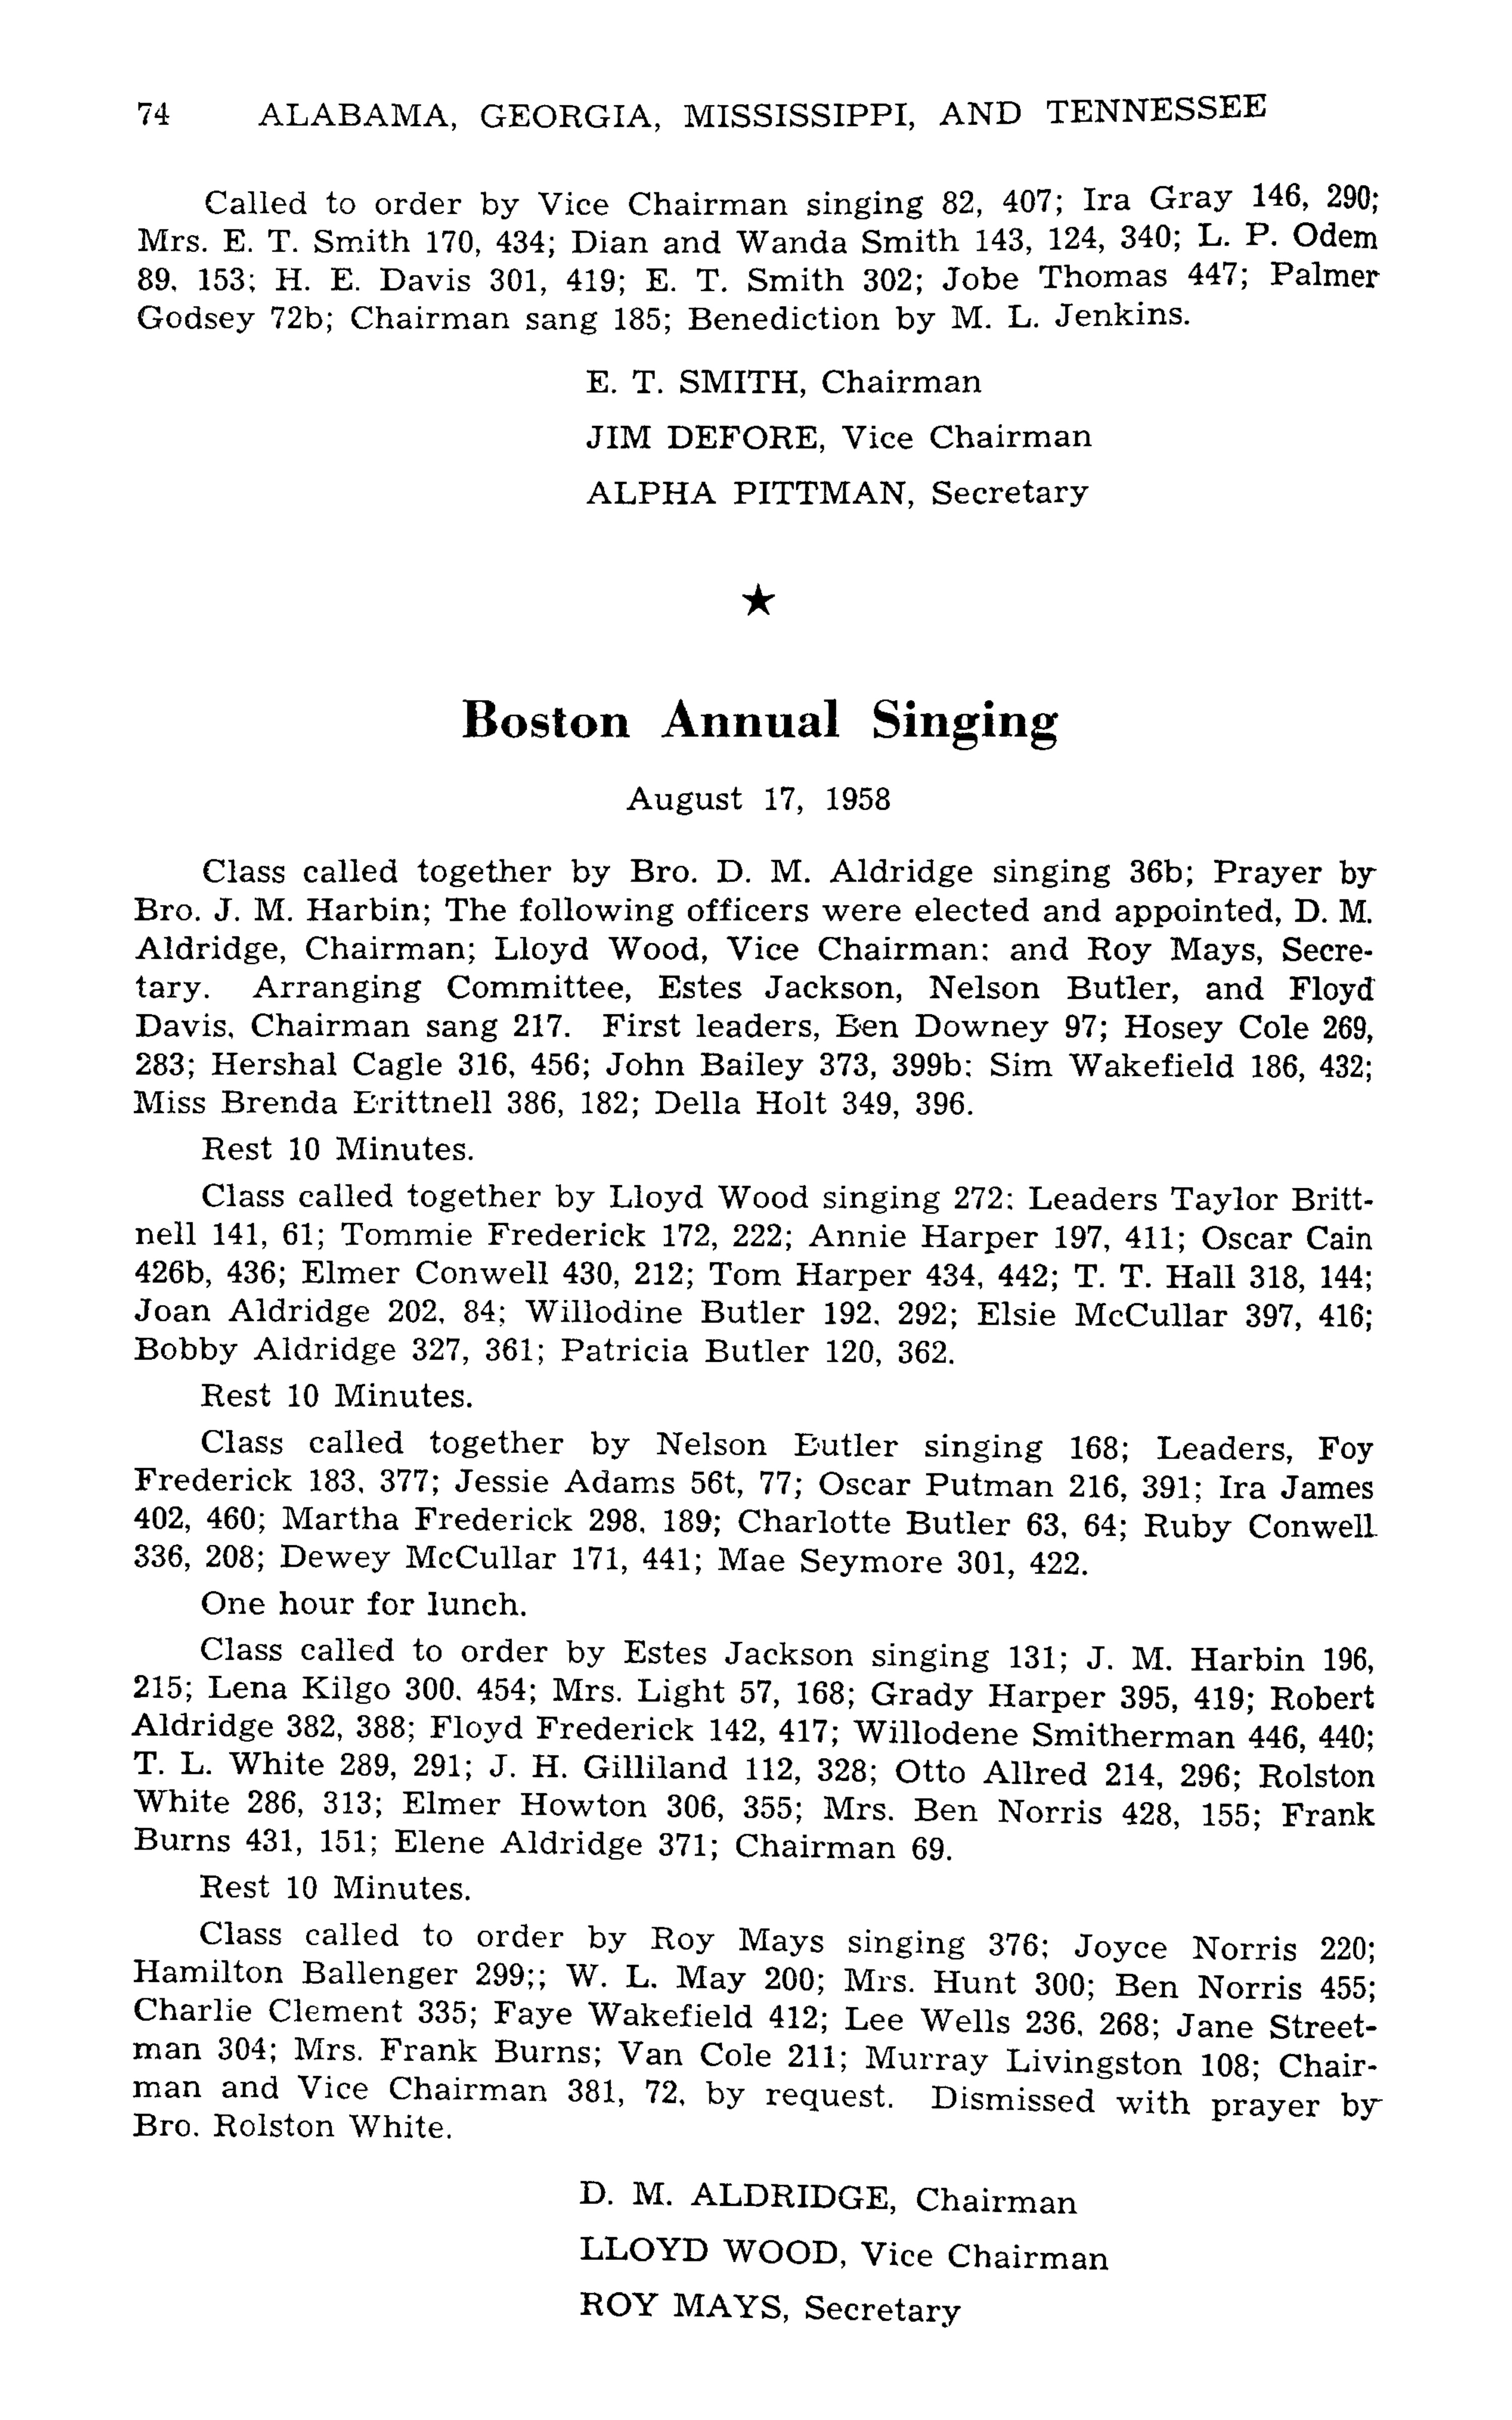 74 ALABAMA, GEORGIA, MISSISSIPPI, AND TENNESSEE
Called to order by Vice Chairman singing 82, 407; Ira Gray 146, 290;
Mrs. E. T. Smith 170, 434; Dian and Wanda Smith 143, 124, 340; L. P. Odem
89, 153; H. E. Davis 301, 419; E. T. Smith 302; Jobe Thomas 447; Palmer
Godsey 72b; Chairman sang 185; Benediction by M. L. Jenkins.
E. T. SMITH, Chairman
JIM DEFORE, Vice Chairman
ALPHA PITTMAN, Secretary
★
Boston Annual Singing
August 17, 1958
Class called together by Bro. D. M. Aldridge singing 36b; Prayer by
Bro. J. M. Harbin; The following officers were elected and appointed, D. M.
Aldridge, Chairman; Lloyd Wood, Vice Chairman; and Roy Mays, Secre-
tary. Arranging Committee, Estes Jackson, Nelson Butler, and Floyd
Davis, Chairman sang 217. First leaders, Ben Downey 97; Hosey Cole 269,
283; Hershal Cagle 316, 456; John Bailey 373, 399b; Sim Wakefield 186, 432;
Miss Brenda Brittnell 386, 182; Della Holt 349, 396.
Rest 10 Minutes.
Class called together by Lloyd Wood singing 272: Leaders Taylor Britt-
nell 141, 61; Tommie Frederick 172, 222; Annie Harper 197, 411; Oscar Cain
426b, 436; Elmer Conwell 430, 212; Tom Harper 434, 442; T. T. Hall 318, 144;
Joan Aldridge 202, 84; Willodine Butler 192, 292; Elsie McCullar 397, 416;
Bobby Aldridge 327, 361; Patricia Butler 120, 362.
Rest 10 Minutes.
Class called together by Nelson Butler singing 168; Leaders, Foy
Frederick 183, 377; Jessie Adams 56t, 77; Oscar Putman 216, 391; Ira James
402, 460; Martha Frederick 298, 189; Charlotte Butler 63, 64; Ruby Conwell
336, 208; Dewey McCullar 171, 441; Mae Seymore 301, 422.
One hour for lunch.
Class called to order by Estes Jackson singing 131; J. M. Harbin 196,
215; Lena Kilgo 300, 454; Mrs. Light 57, 168; Grady Harper 395, 419; Robert
Aldridge 382, 388; Floyd Frederick 142, 417; Willodene Smitherman 446, 440;
T. L. White 289, 291; J. H. Gilliland 112, 328; Otto Allred 214, 296; Rolston
White 286, 313; Elmer Howton 306, 355; Mrs. Ben Norris 428, 155; Frank
Burns 431, 151; Elene Aldridge 371; Chairman 69.
Rest 10 Minutes.
Class called to order by Roy Mays singing 376; Joyce Norris 220;
Hamilton Ballenger 299;; W. L. May 200; Mrs. Hunt 300; Ben Norris 455;
Charlie Clement 335; Faye Wakefield 412; Lee Wells 236, 268; Jane Street-
man 304; Mrs. Frank Burns; Van Cole 211; Murray Livingston 108; Chair-
man and Vice Chairman 381, 72, by request. Dismissed with prayer by
Bro. Rolston White.
D. M. ALDRIDGE, Chairman
LLOYD WOOD, Vice Chairman
ROY MAYS, Secretary